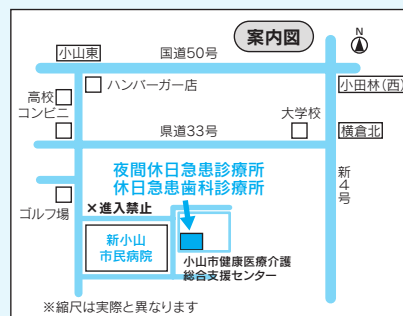 案内図
N
小山東
国道50号
ハンバーガー店
小田林(西)
高校
コンビニ
大学校
県道33号
横倉北
夜間休日急患診療所
休日急患歯科診療所
新4号
ゴルフ場
×進入禁止
新小山
市民病院
小山市健康医療介護
総合支援センター
※縮尺は実際と異なります